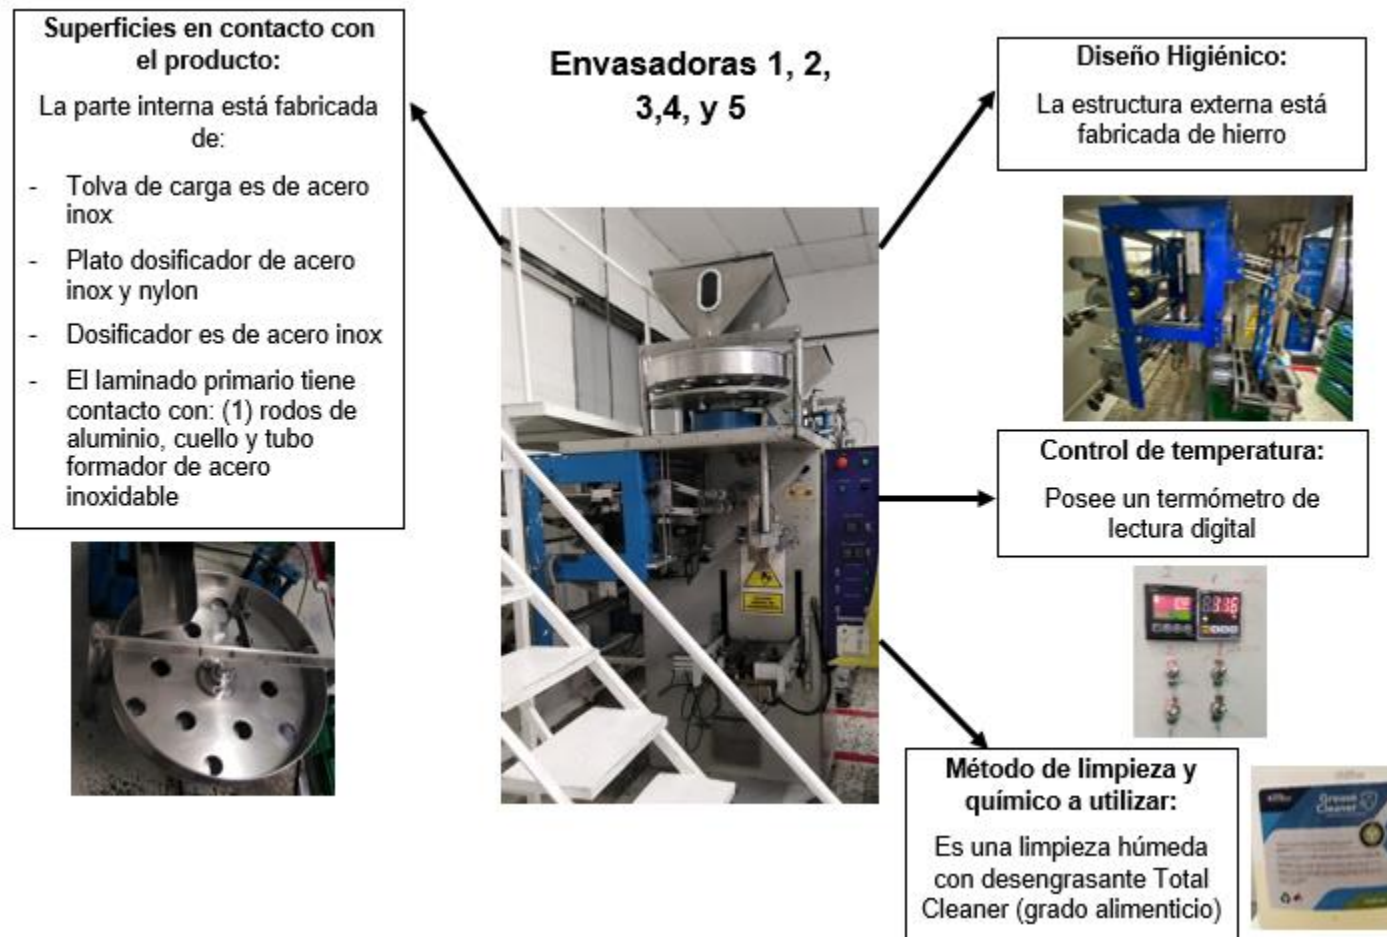 Superficies en contacto con
el producto:
La parte interna está fabricada
de:
- Tolva de carga es de acero
inox
- Plato dosificador de acero
inox y nylon
- Dosificador es de acero inox
- El laminado primario tiene
contacto con: (1) rodos de
aluminio, cuello y tubo
formador de acero
inoxidable
Envasadoras 1, 2,
3,4, y 5
Diseño Higiénico:
La estructura externa está
fabricada de hierro
Control de temperatura:
Posee un termómetro de
lectura digital
Método de limpieza y
químico a utilizar:
Es una limpieza húmeda
con desengrasante Total
Cleaner (grado alimenticio)
Grease
Cleaner